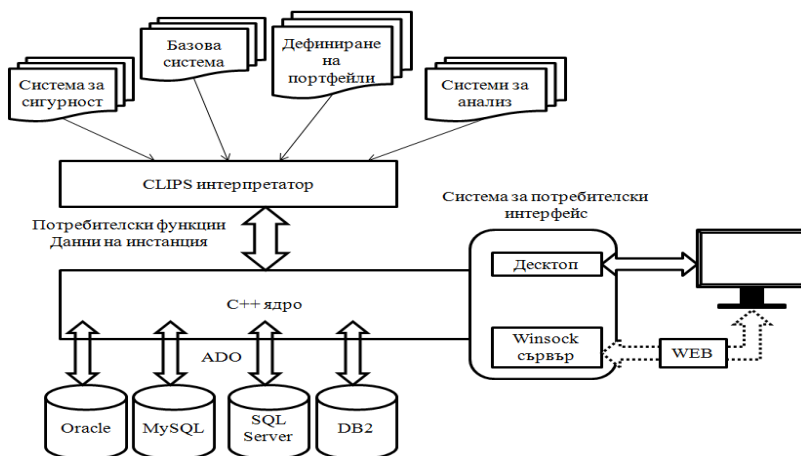 Система за
сигурност
Базова
система
Дефиниране
на
портфейли
Системи за
анализ
CLIPS интерпретатор
Потребителски функции
Данни на инстанция
Система за потребителски
интерфейс
Десктоп
C++ ядро
Winsock
сървър
WEB
ADO
Oracle
MySQL
SQL
Server
DB2